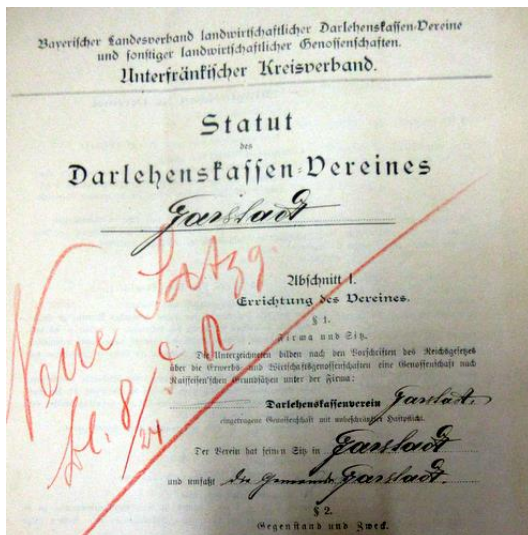 Bayerischer Landesverband landwirtschaftlicher Darlehenskassen-Vereine
und sonstiger landwirtschaftlicher Genossenschaften.
Unterfränkischer Kreisverband.
Statut
des
Darlehenskassen-Vereines
Garstadt
Neue Satzg.
Bl. 8/24
Abschnitt I.
Errichtung des Vereines.
§ 1.
Firma und Sitz.
Die Unterzeichneten bilden nach den Vorschriften des Reichsgesetzes
über die Erwerbs- und Wirtschaftsgenossenschaften eine Genossenschaft nach
Raiffeisen'schen Grundsätzen unter der Firma:
Darlehenskassenverein Garstadt,
eingetragene Genossenschaft mit unbeschränkter Haftpflicht.
Der Verein hat seinen Sitz in Garstadt
und umfaßt die Gemeinde Garstadt.
§ 2.
Gegenstand und Zweck.